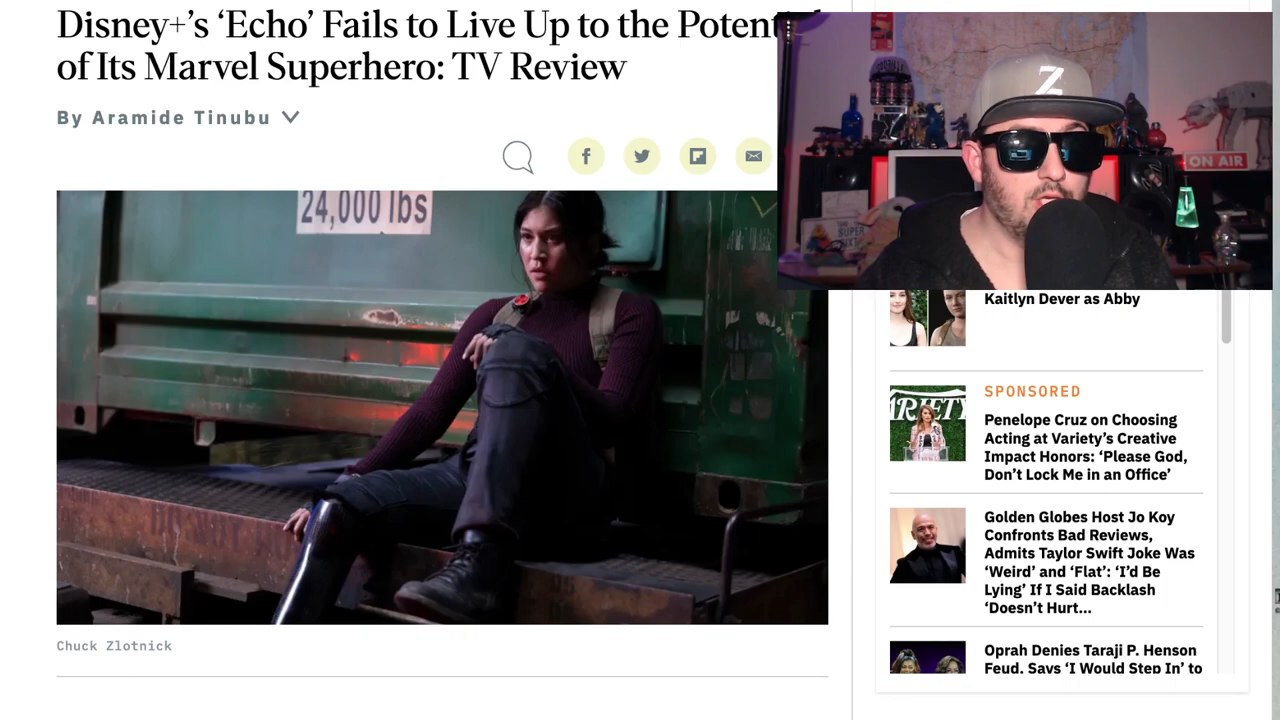 Disney+’s ‘Echo’ Fails to Live Up to the
of Its Marvel Superhero: TV Review
By Aramide Tinubu
24,000 lbs
Chuck Zlotnick
Z
ON AIR
Kaitlyn Dever as Abby
SPONSORED
Penelope Cruz on Choosing
Acting at Variety’s Creative
Impact Honors: ‘Please God,
Don’t Lock Me in an Office’
Golden Globes Host Jo Koy
Confronts Bad Reviews,
Admits Taylor Swift Joke Was
‘Weird’ and ‘Flat’: ‘I’d Be
Lying’ If I Said Backlash
‘Doesn’t Hurt...
Oprah Denies Taraji P. Henson
Feud, Says ‘I Would Step In’ to